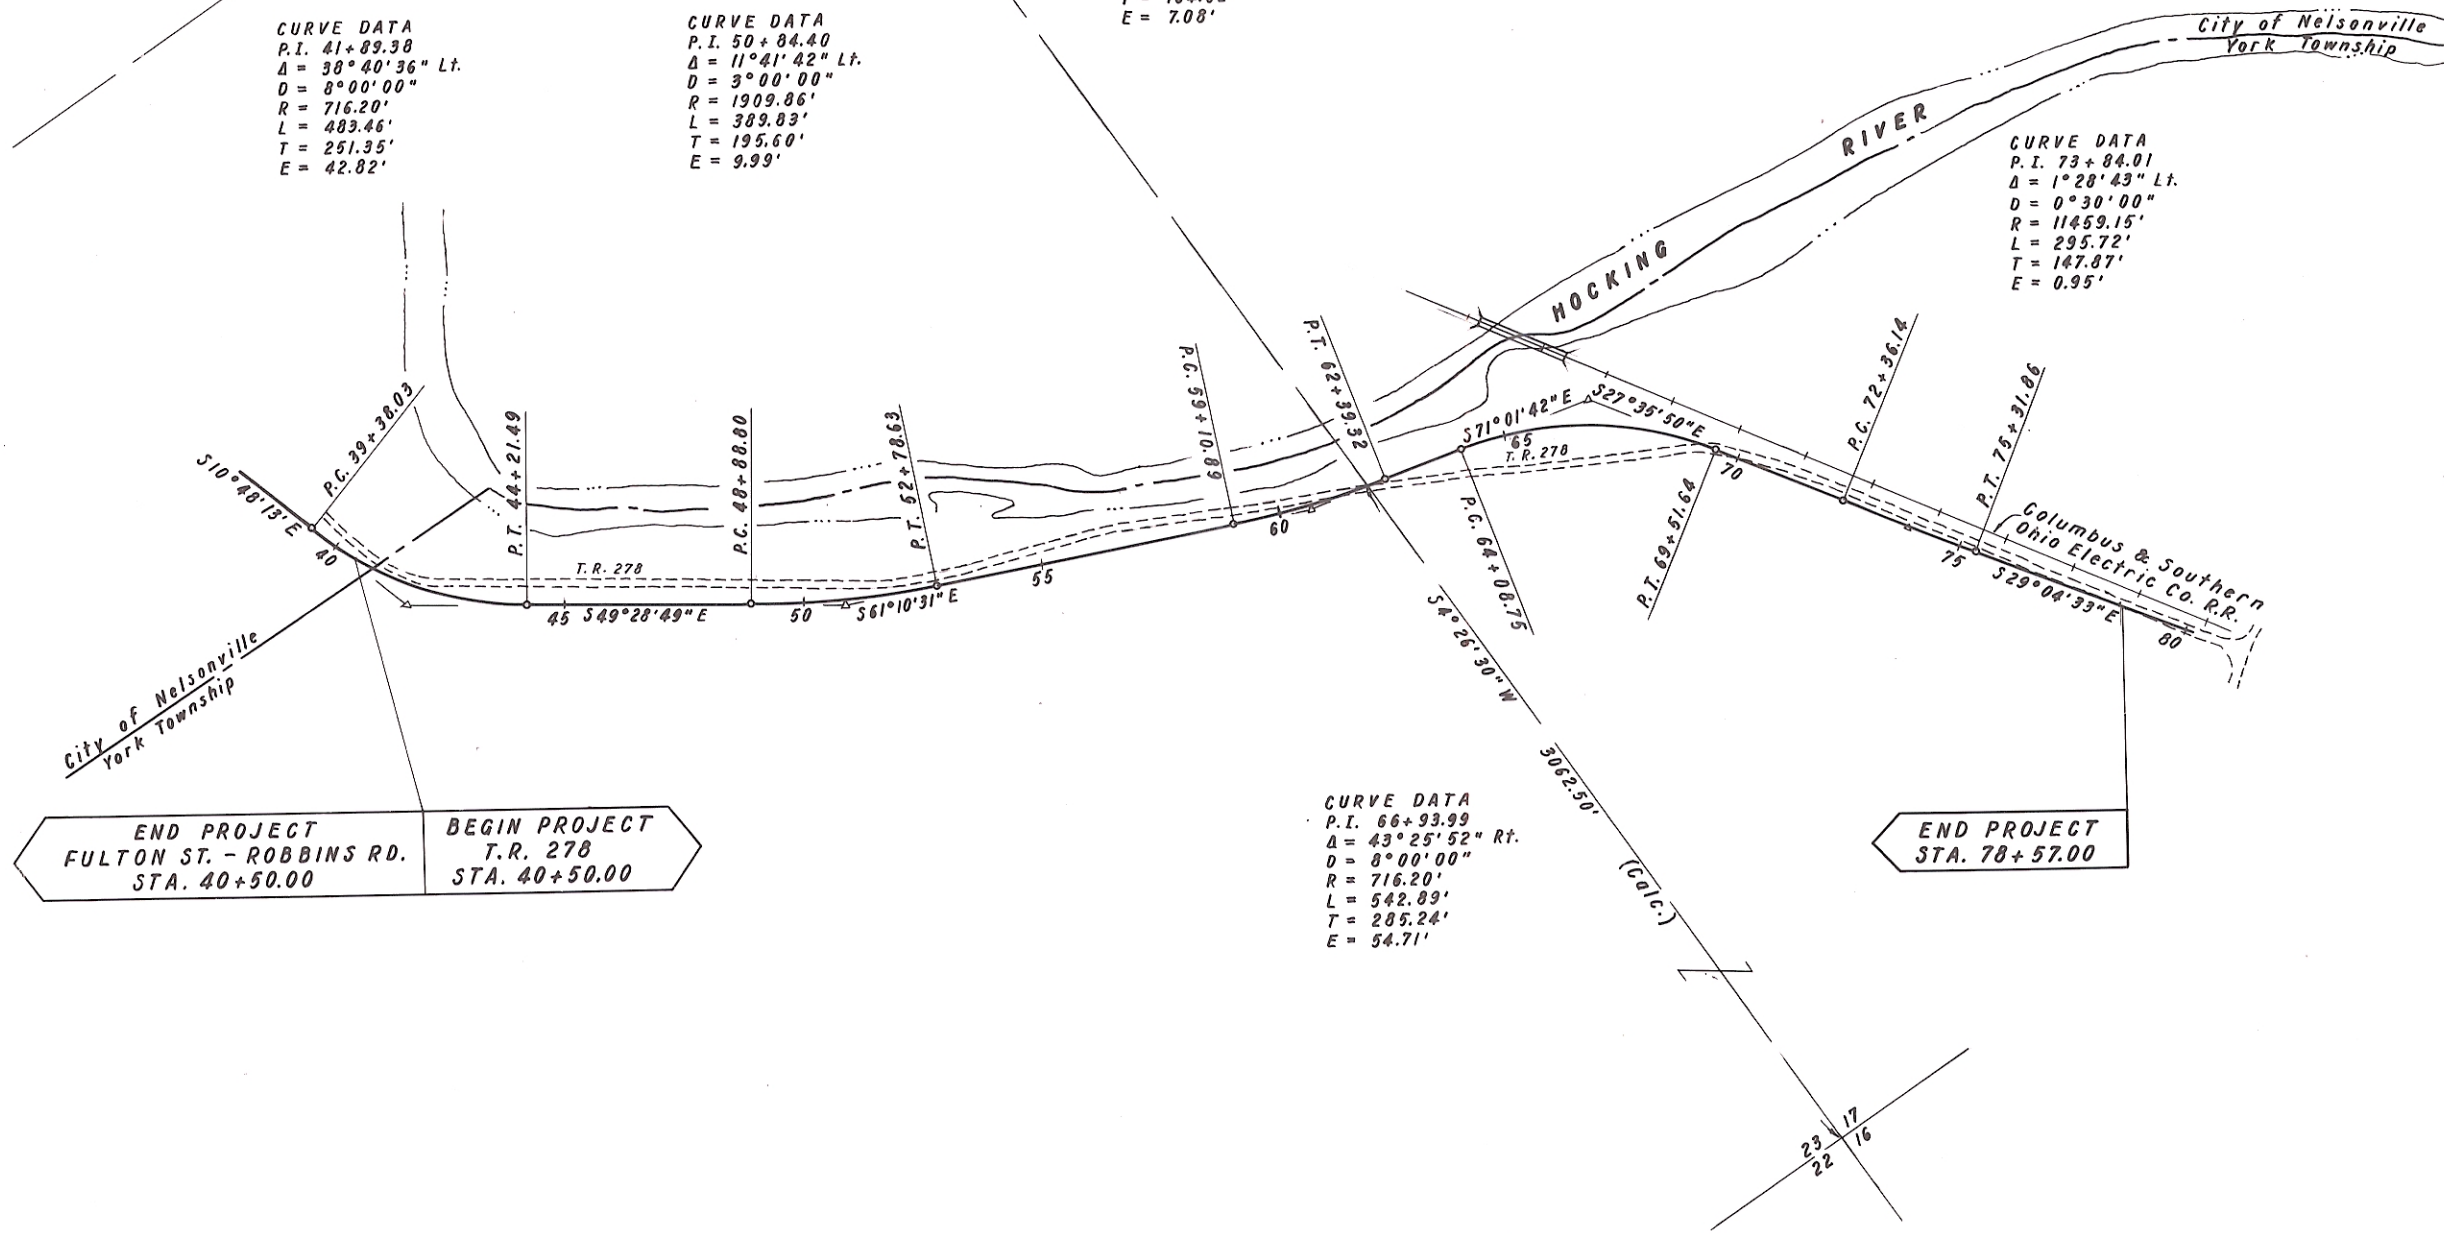 CURVE DATA
P.I. 41+89.38
Δ = 38°40'36" Lt.
D = 8°00'00"
R = 716.20'
L = 483.46'
T = 251.35'
E = 42.82'
CURVE DATA
P.I. 50+84.40
Δ = 11°41'42" Lt.
D = 3°00'00"
R = 1909.86'
L = 389.83'
T = 195.60'
E = 9.99'
E = 7.08'
City of Nelsonville
York Township
HOCKING RIVER
CURVE DATA
P.I. 73+84.01
Δ = 1°28'43" Lt.
D = 0°30'00"
R = 11459.15'
L = 295.72'
T = 147.87'
E = 0.95'
S10°48'13"E
P.C. 39+38.03
40
P.T. 44+21.49
T.R. 278
45
S49°28'49"E
P.C. 48+88.80
50
S61°10'31"E
P.T. 52+78.63
55
P.C. 59+01.89
60
P.T. 62+39.32
S71°01'42"E
65
T.R. 278
P.C. 64+08.75
S27°35'50"E
P.T. 69+51.64
70
P.C. 72+36.14
P.T. 75+31.86
75
S29°04'33"E
80
Columbus & Southern
Ohio Electric Co. R.R.
City of Nelsonville
York Township
S4°26'30"W
3062.50'
(Calc.)
END PROJECT
FULTON ST. - ROBBINS RD.
STA. 40+50.00
BEGIN PROJECT
T.R. 278
STA. 40+50.00
CURVE DATA
P.I. 66+93.99
Δ = 43°25'52" Rt.
D = 8°00'00"
R = 716.20'
L = 542.89'
T = 285.24'
E = 54.71'
END PROJECT
STA. 78+57.00
23 17
22 16